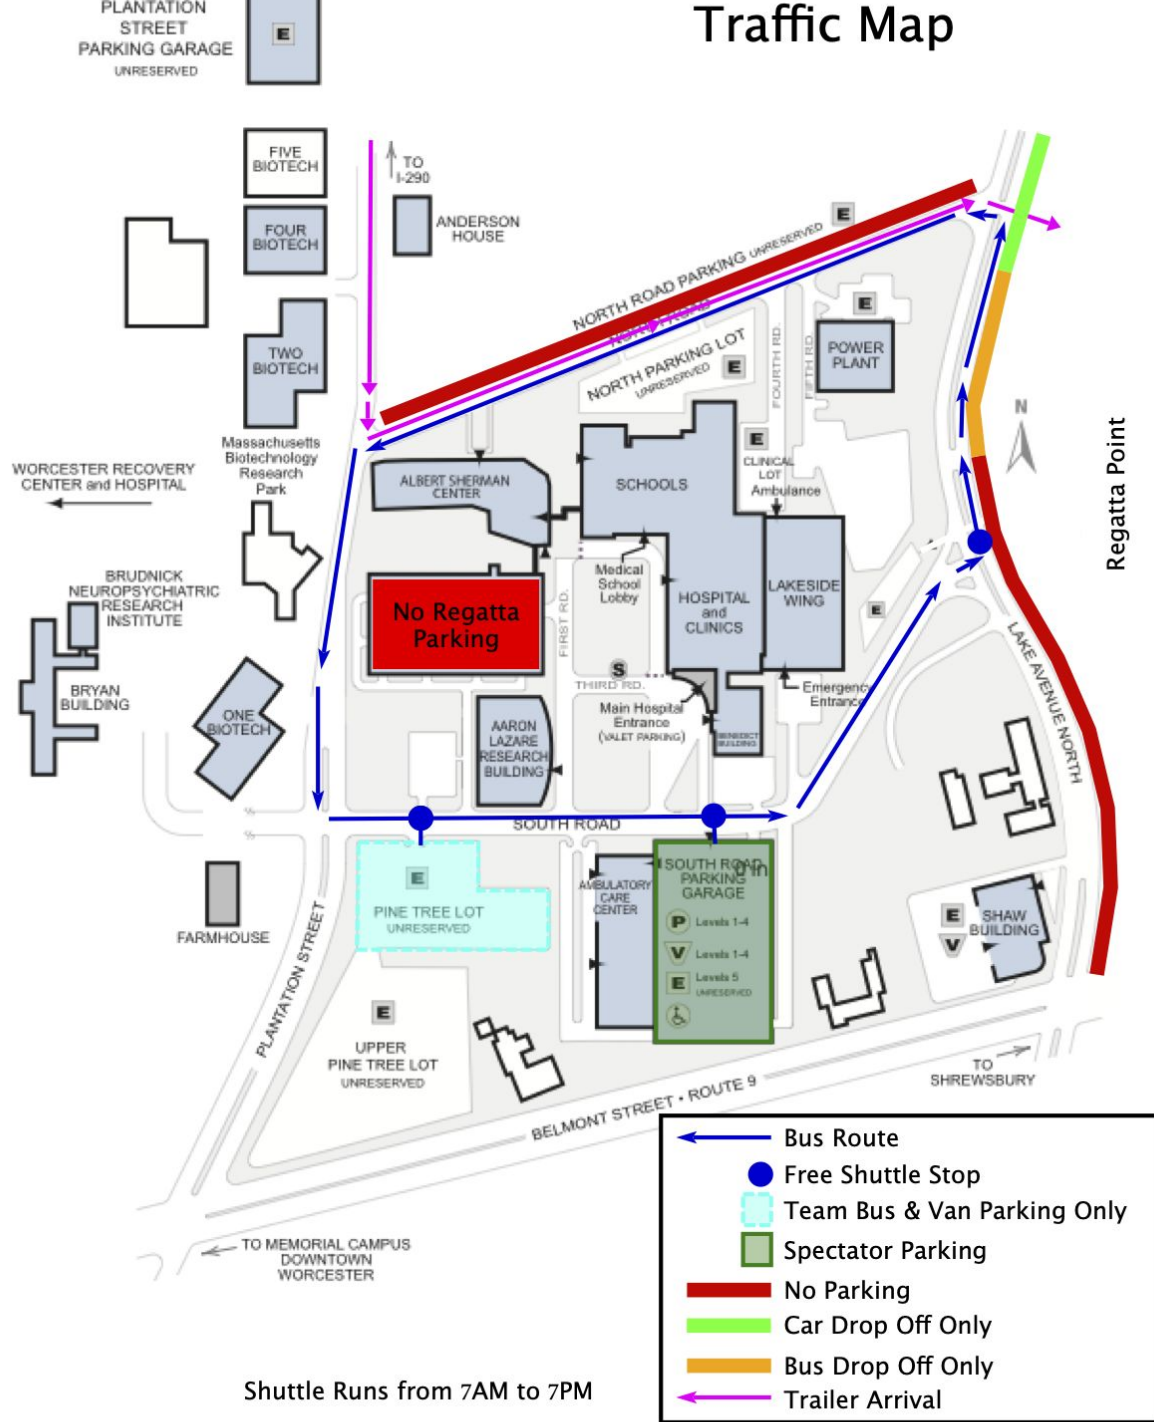 Traffic Map
PLANTATION
STREET
PARKING GARAGE
UNRESERVED
E
FIVE
BIOTECH
TO
I-290
FOUR
BIOTECH
ANDERSON
HOUSE
E
NORTH ROAD PARKING UNRESERVED
NORTH ROAD
E
TWO
BIOTECH
POWER
PLANT
NORTH PARKING LOT
UNRESERVED
E
FOURTH RD.
FIFTH RD.
N
Massachusetts
Biotechnology
Research
Park
WORCESTER RECOVERY
CENTER and HOSPITAL
ALBERT SHERMAN
CENTER
SCHOOLS
E
CLINICAL
LOT
Ambulance
Regatta Point
BRUDNICK
NEUROPSYCHIATRIC
RESEARCH
INSTITUTE
No Regatta
Parking
Medical
School
Lobby
HOSPITAL
and
CLINICS
LAKESIDE
WING
E
FIRST RD.
S
THIRD RD.
BRYAN
BUILDING
ONE
BIOTECH
Main Hospital
Entrance
(VALET PARKING)
Emergency
Entrance
BENEDICT
BUILDING
AARON
LAZARE
RESEARCH
BUILDING
LAKE AVENUE NORTH
SOUTH ROAD
E
PINE TREE LOT
UNRESERVED
AMBULATORY
CARE
CENTER
SOUTH ROAD
PARKING
GARAGE
P Levels 1-4
V Levels 1-4
E Levels 5
UNRESERVED
FARMHOUSE
PLANTATION STREET
E
V
SHAW
BUILDING
E
UPPER
PINE TREE LOT
UNRESERVED
TO
SHREWSBURY
BELMONT STREET • ROUTE 9
TO MEMORIAL CAMPUS
DOWNTOWN
WORCESTER
Bus Route
Free Shuttle Stop
Team Bus & Van Parking Only
Spectator Parking
No Parking
Car Drop Off Only
Bus Drop Off Only
Trailer Arrival
Shuttle Runs from 7AM to 7PM